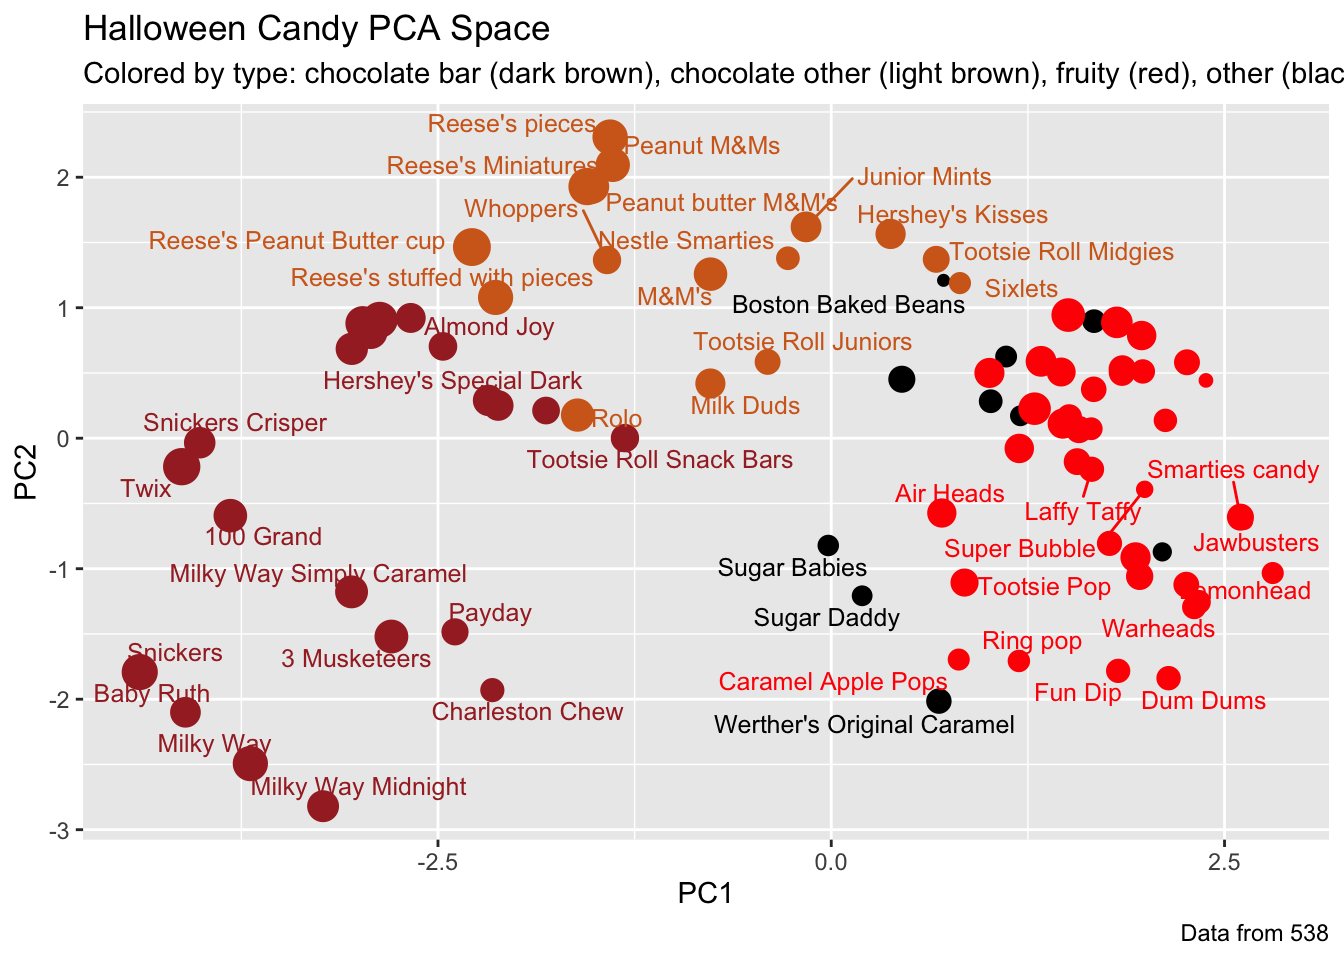 Halloween Candy PCA Space
Colored by type: chocolate bar (dark brown), chocolate other (light brown), fruity (red), other (blac
Reese's pieces
Peanut M&Ms
Reese's Miniatures
Junior Mints
Peanut butter M&M's
Whoppers
Hershey's Kisses
Reese's Peanut Butter cup
Nestle Smarties
Tootsie Roll Midgies
Reese's stuffed with pieces
Sixlets
M&M's
Boston Baked Beans
Almond Joy
Tootsie Roll Juniors
Hershey's Special Dark
Milk Duds
Rolo
Snickers Crisper
Tootsie Roll Snack Bars
Smarties candy
Twix
Air Heads
Laffy Taffy
100 Grand
Jawbusters
Super Bubble
Sugar Babies
Milky Way Simply Caramel
Tootsie Pop
Lemonhead
Payday
Sugar Daddy
Warheads
Ring pop
Snickers
3 Musketeers
Caramel Apple Pops
Baby Ruth
Fun Dip
Dum Dums
Charleston Chew
Werther's Original Caramel
Milky Way
Milky Way Midnight
2
1
0
-1
-2
-3
PC2
-2.5
0.0
2.5
PC1
Data from 538